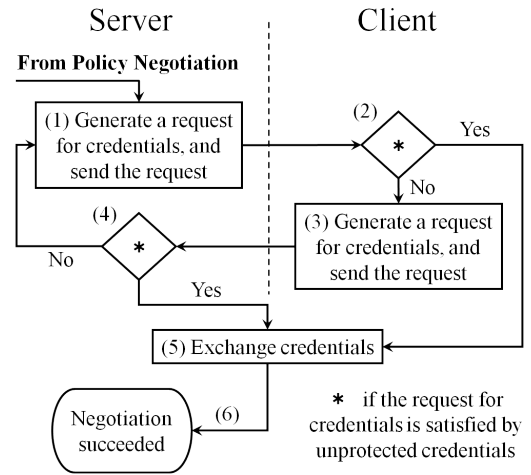 Server
Client
From Policy Negotiation
(1) Generate a request
for credentials, and
send the request
(2)
*
Yes
No
(3) Generate a request
for credentials, and
send the request
(4)
*
No
Yes
(5) Exchange credentials
(6)
Negotiation
succeeded
* if the request for
credentials is satisfied by
unprotected credentials